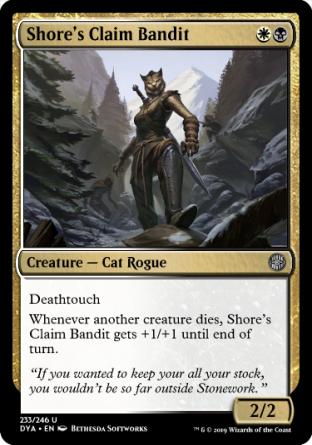 Shore's Claim Bandit
Creature — Cat Rogue
Deathtouch
Whenever another creature dies, Shore's
Claim Bandit gets +1/+1 until end of
turn.
“If you wanted to keep your all your stock,
you wouldn't be so far outside Stonework.”
2/2
233/246 U
DYA • EN Bethesda Softworks
™ & © 2019 Wizards of the Coast